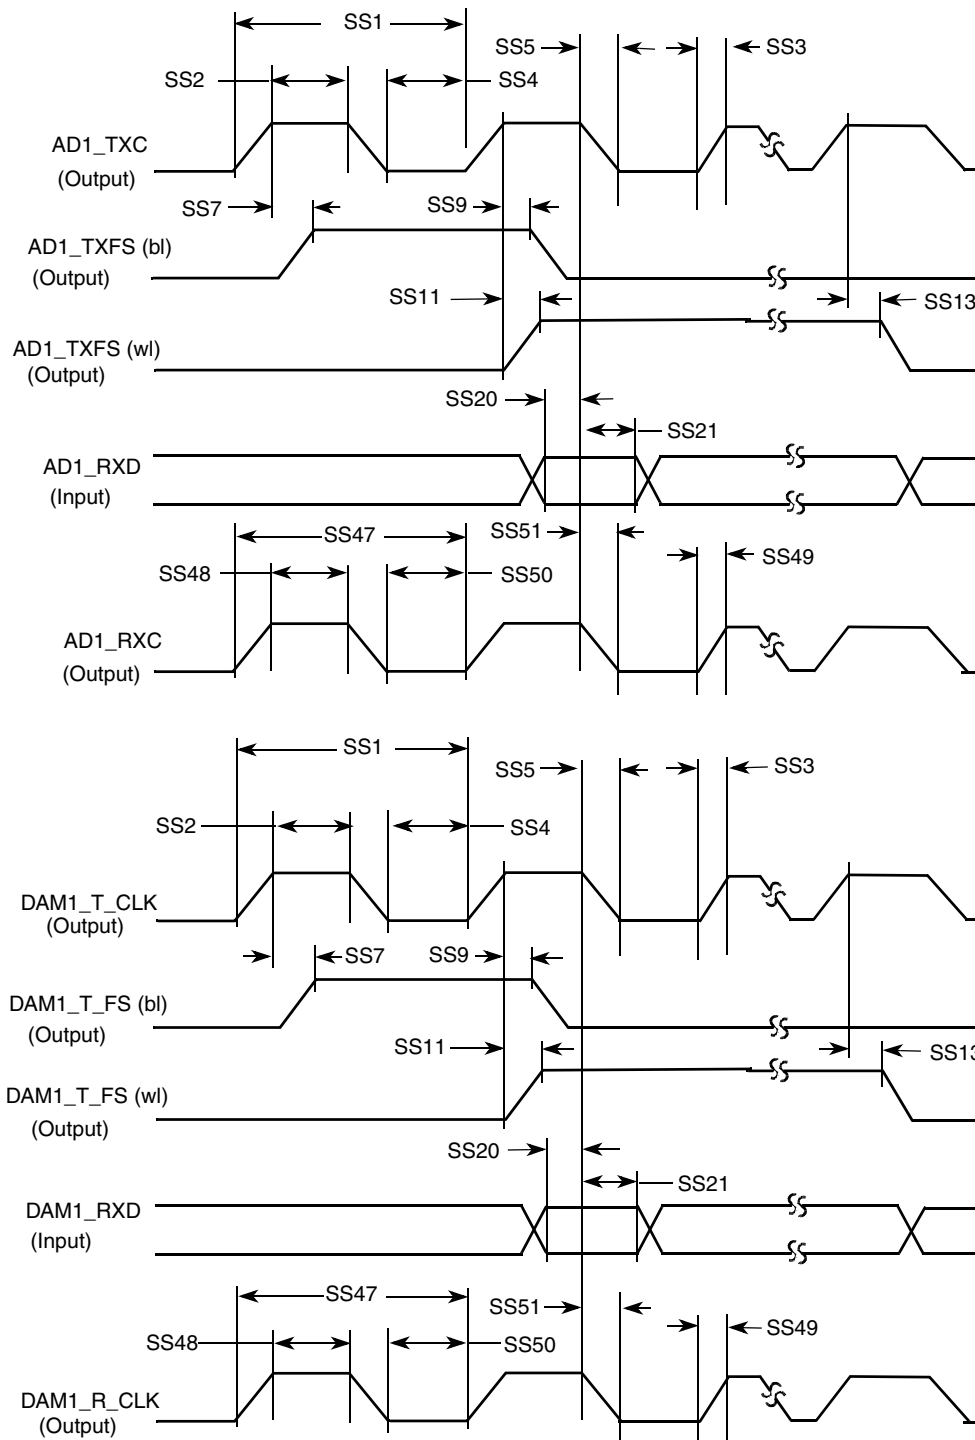 SS1
SS5
SS3
SS2
SS4
AD1_TXC
(Output)
SS7
SS9
AD1_TXFS (bl)
(Output)
SS11
SS13
AD1_TXFS (wl)
(Output)
SS20
SS21
AD1_RXD
(Input)
SS47
SS51
SS49
SS48
SS50
AD1_RXC
(Output)
SS1
SS5
SS3
SS2
SS4
DAM1_T_CLK
(Output)
SS7
SS9
DAM1_T_FS (bl)
(Output)
SS11
SS13
DAM1_T_FS (wl)
(Output)
SS20
SS21
DAM1_RXD
(Input)
SS47
SS51
SS49
SS48
SS50
DAM1_R_CLK
(Output)